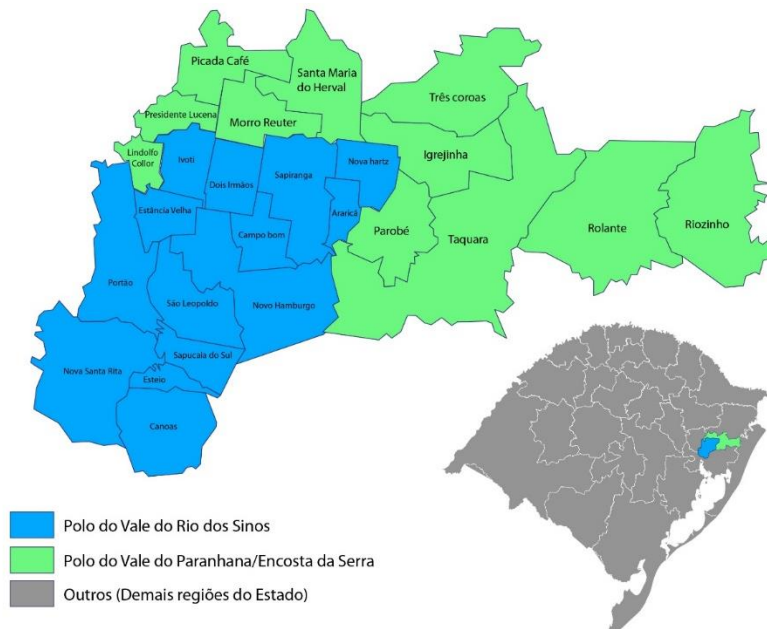 Picada Café
Santa Maria
do Herval
Três coroas
Presidente Lucena
Morro Reuter
Igrejinha
Lindolfo
Collor
Ivoti
Dois Irmãos
Sapiranga
Nova hartz
Estância Velha
Araricá
Campo bom
Parobé
Taquara
Rolante
Riozinho
Portão
São Leopoldo
Novo Hamburgo
Sapucaia do Sul
Nova Santa Rita
Esteio
Canoas
Polo do Vale do Rio dos Sinos
Polo do Vale do Paranhana/Encosta da Serra
Outros (Demais regiões do Estado)